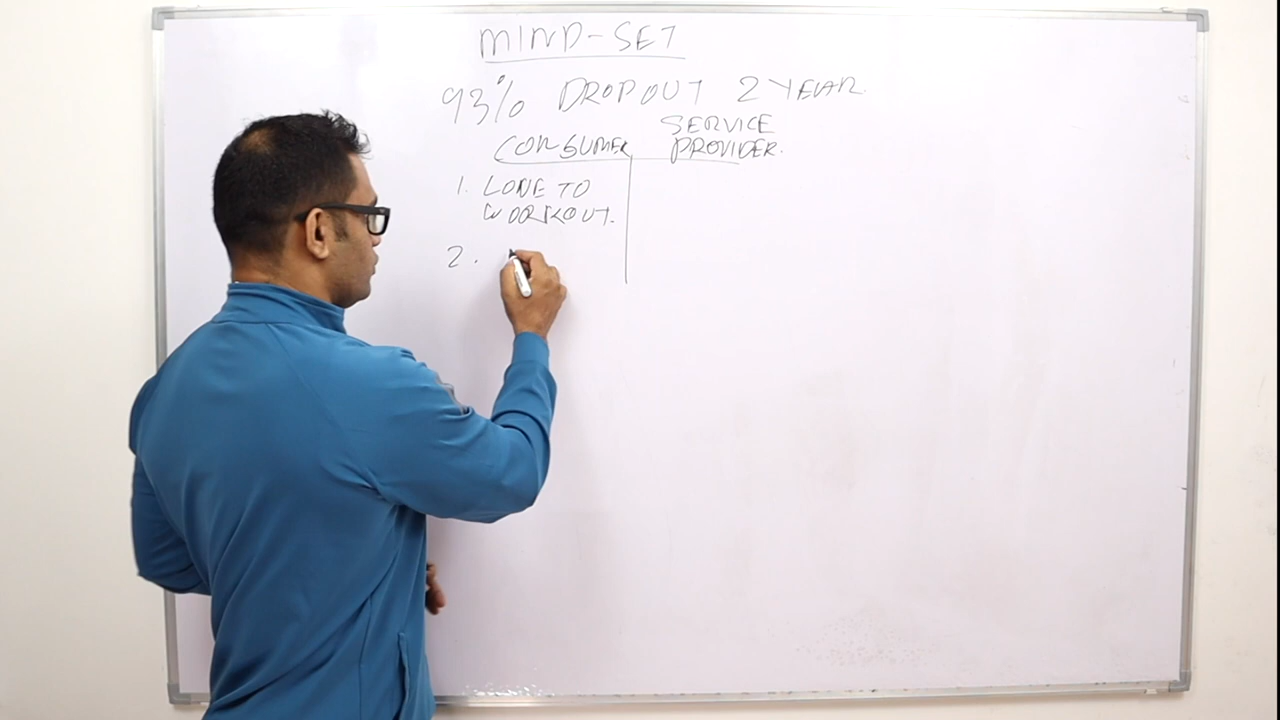 MIND-SET
93% DROPOUT 2 YEAR.
CONSUMER
SERVICE
PROVIDER.
1. LOVE TO
WORKOUT.
2.